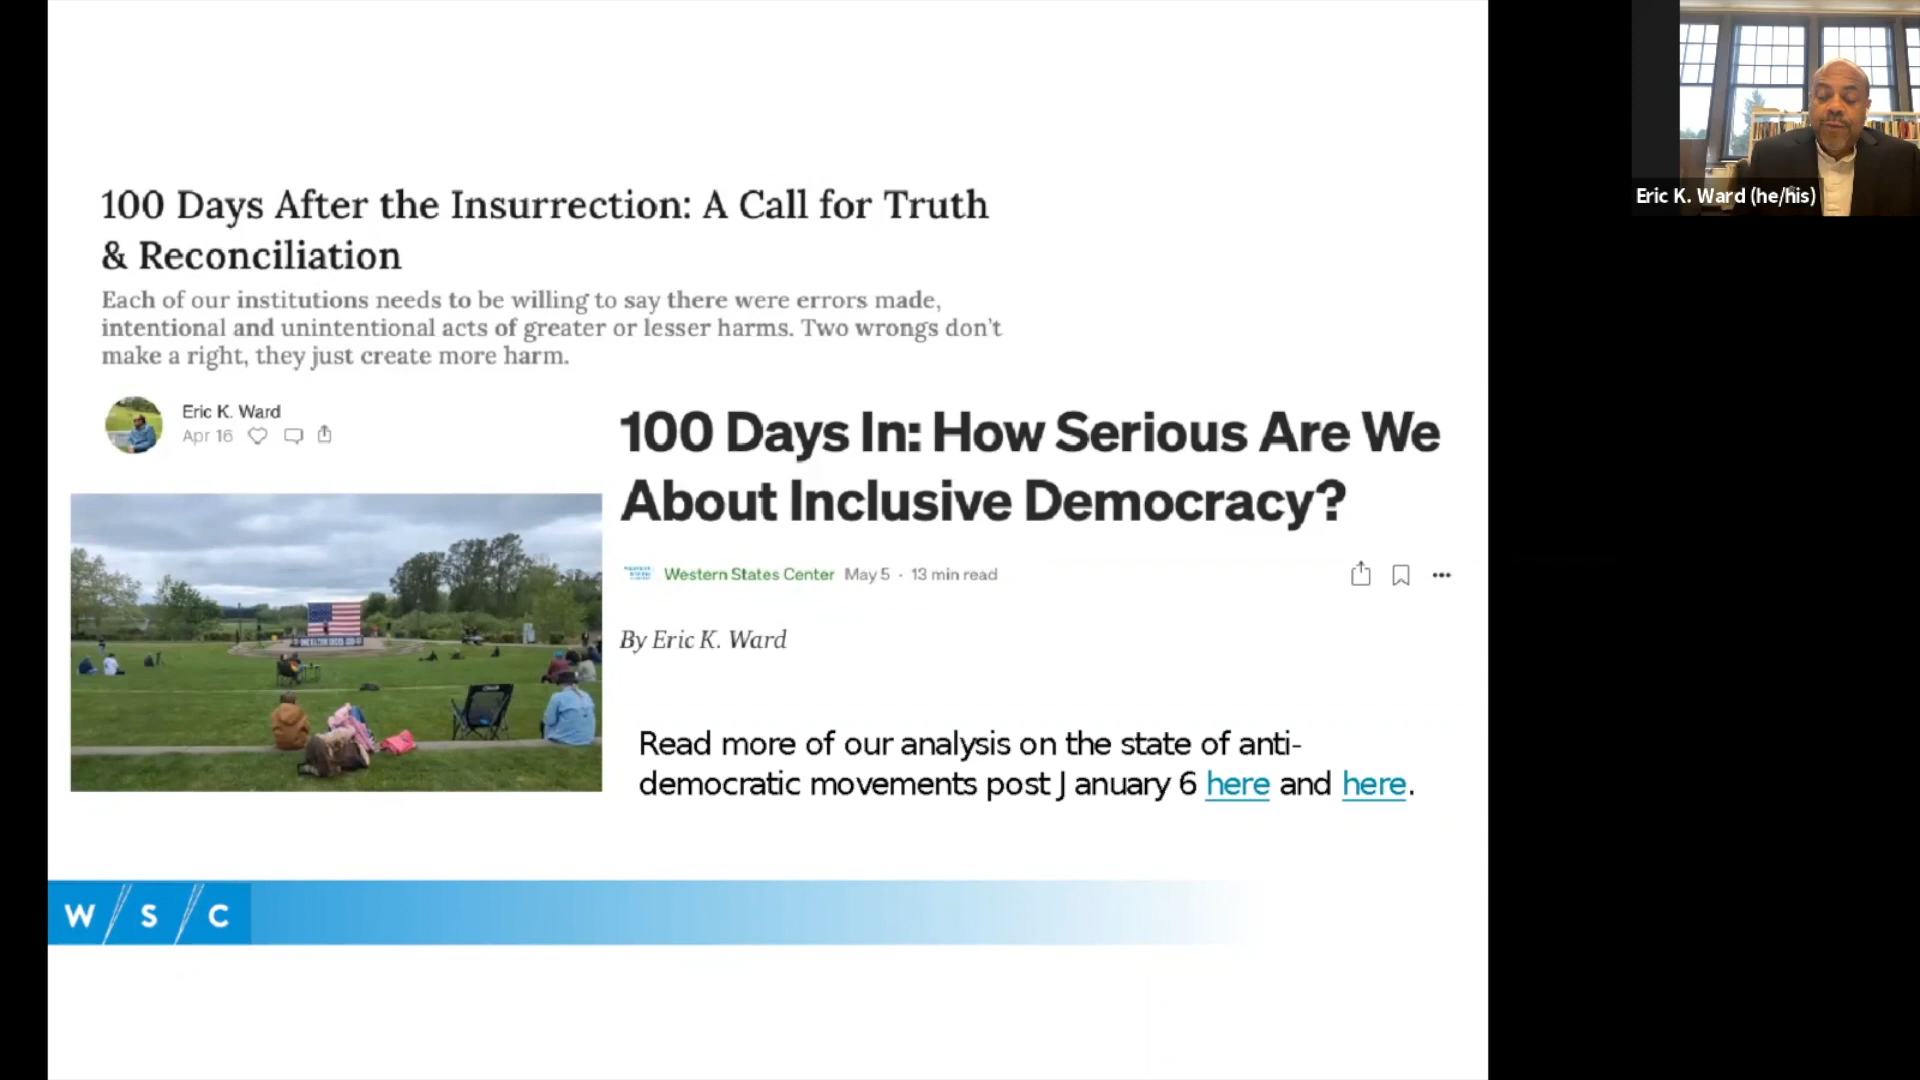 100 Days After the Insurrection: A Call for Truth
& Reconciliation
Each of our institutions needs to be willing to say there were errors made,
intentional and unintentional acts of greater or lesser harms. Two wrongs don't
make a right, they just create more harm.
Eric K. Ward
Apr 16
100 Days In: How Serious Are We
About Inclusive Democracy?
Western States Center May 5 · 13 min read
By Eric K. Ward
Read more of our analysis on the state of anti-
democratic movements post January 6 here and here.
W/S/C
Eric K. Ward (he/his)